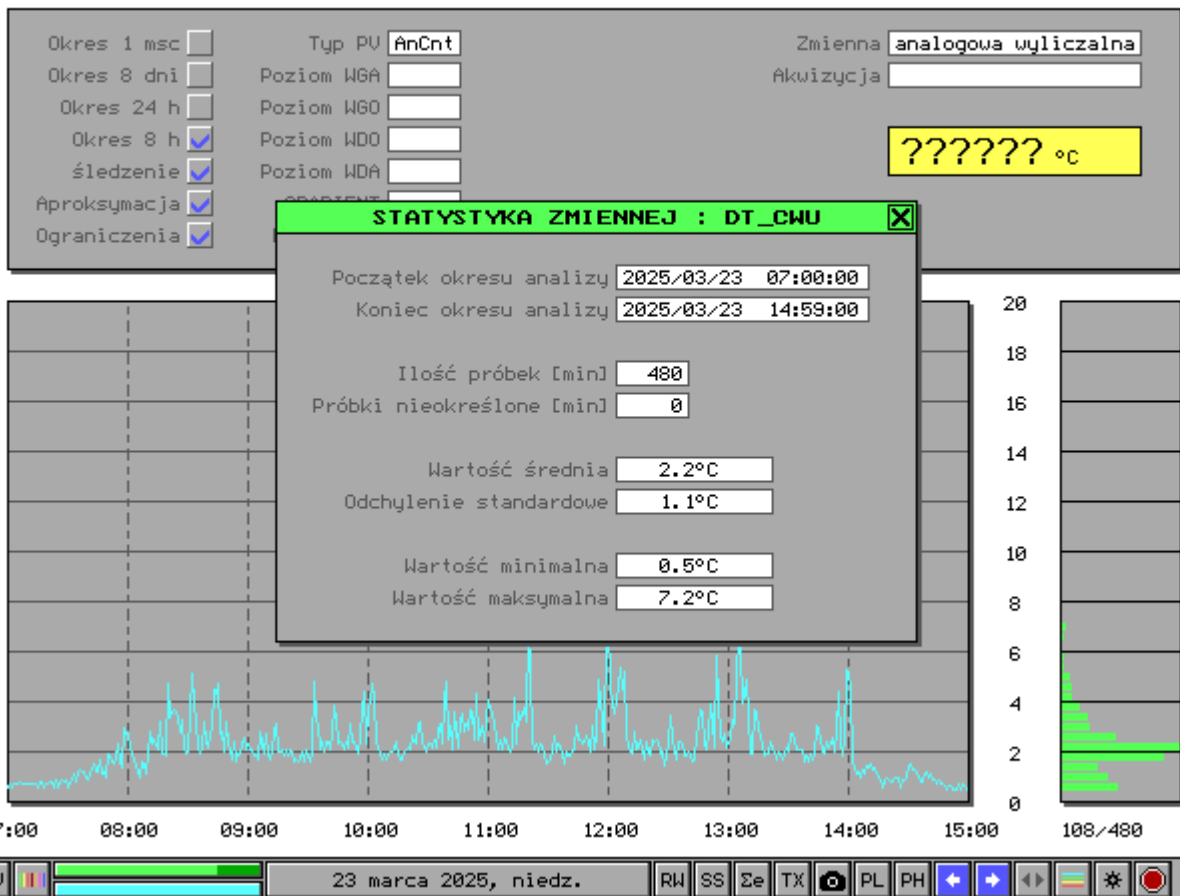 Okres 1 msc Typ PV AnCnt Zmienna analogowa wyliczalna
Okres 8 dni Poziom WGA Akwizycja
Okres 24 h Poziom WGO
Okres 8 h Poziom WDO ?????? °C
śledzenie Poziom WDA
Aproksymacja
Ograniczenia
STATYSTYKA ZMIENNEJ : DT_CWU
Początek okresu analizy 2025/03/23 07:00:00
Koniec okresu analizy 2025/03/23 14:59:00
Ilość próbek [min] 480
Próbki nieokreślone [min] 0
Wartość średnia 2.2°C
Odchylenie standardowe 1.1°C
Wartość minimalna 0.5°C
Wartość maksymalna 7.2°C
20
18
16
14
12
10
8
6
4
2
0
:00 08:00 09:00 10:00 11:00 12:00 13:00 14:00 15:00 108/480
23 marca 2025, niedz. RW SS Σe TX PL PH